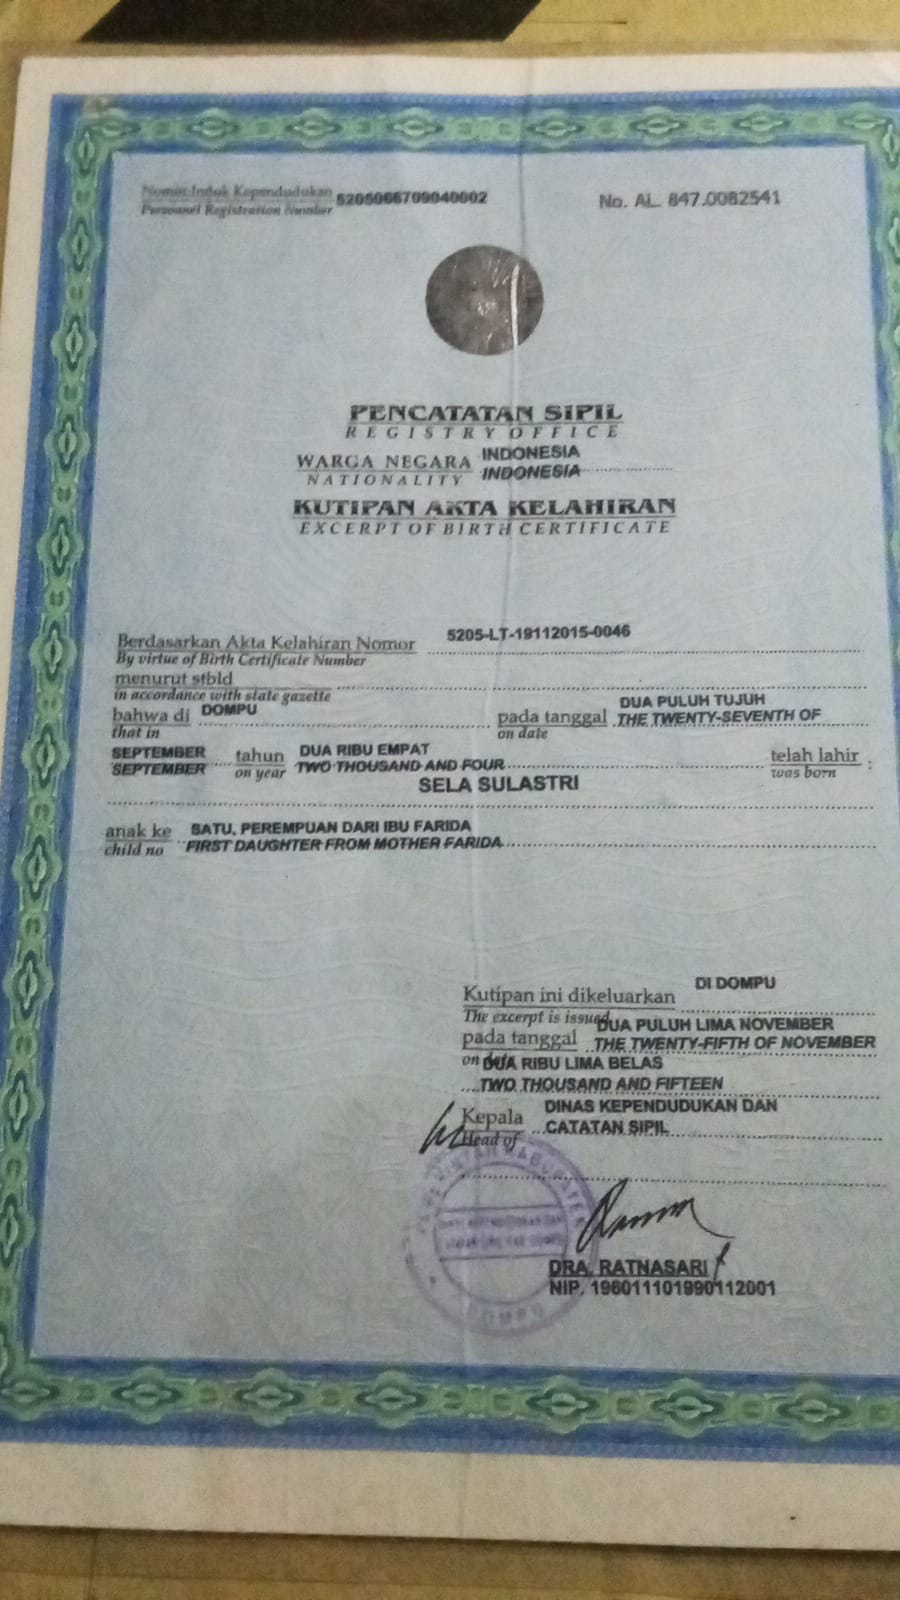 Nomor Induk Kependudukan 5205066709040002 No. AL. 847.0082541
Personnel Registration Number
PENCATATAN SIPIL
REGISTRY OFFICE
WARGA NEGARA INDONESIA
NATIONALITY INDONESIA
KUTIPAN AKTA KELAHIRAN
EXCERPT OF BIRTH CERTIFICATE
Berdasarkan Akta Kelahiran Nomor 5205-LT-19112015-0046
By virtue of Birth Certificate Number
menurut stbld
in accordance with state gazette
bahwa di DOMPU pada tanggal DUA PULUH TUJUH
that in on date THE TWENTY-SEVENTH OF
SEPTEMBER tahun DUA RIBU EMPAT telah lahir :
SEPTEMBER on year TWO THOUSAND AND FOUR was born
SELA SULASTRI
anak ke SATU, PEREMPUAN DARI IBU FARIDA
child no FIRST DAUGHTER FROM MOTHER FARIDA
Kutipan ini dikeluarkan DI DOMPU
The excerpt is issued
pada tanggal DUA PULUH LIMA NOVEMBER
THE TWENTY-FIFTH OF NOVEMBER
on date DUA RIBU LIMA BELAS
TWO THOUSAND AND FIFTEEN
Kepala DINAS KEPENDUDUKAN DAN
Head of CATATAN SIPIL
DOMPU
DRA. RATNASARI
NIP. 196011101990112001